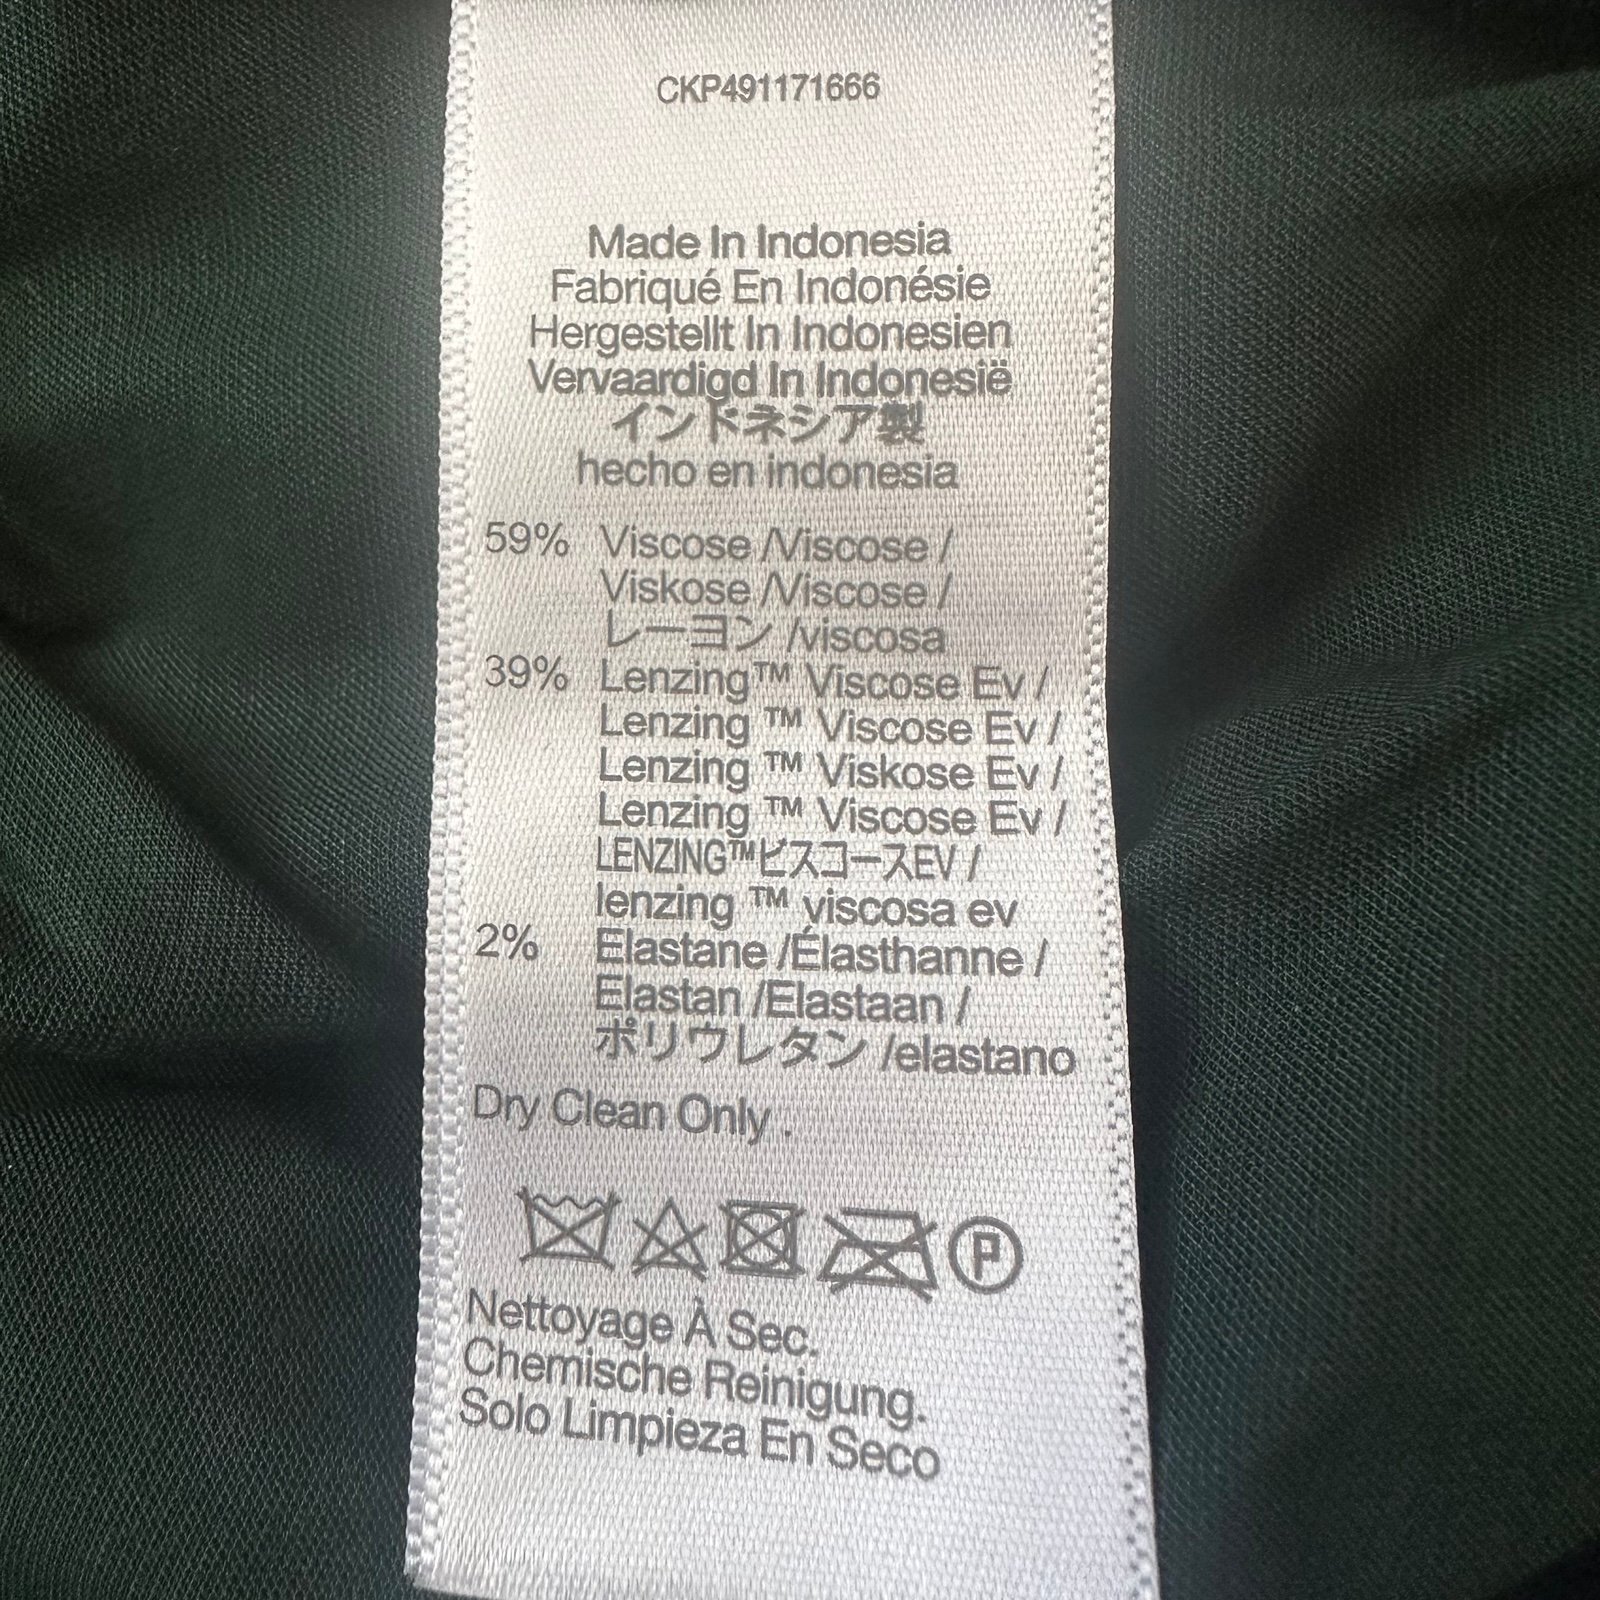 CKP491171666
Made In Indonesia
Fabriqué En Indonésie
Hergestellt In Indonesien
Vervaardigd In Indonesië
インドネシア製
hecho en indonesia
59% Viscose /Viscose /
Viskose /Viscose /
レーヨン /viscosa
39% Lenzing™ Viscose Ev /
Lenzing ™ Viscose Ev /
Lenzing ™ Viskose Ev /
Lenzing ™ Viscose Ev /
LENZING™ビスコースEV /
lenzing ™ viscosa ev
2% Elastane /Élasthanne /
Elastan /Elastaan /
ポリウレタン /elastano
Dry Clean Only .
P
Nettoyage À Sec.
Chemische Reinigung.
Solo Limpieza En Seco